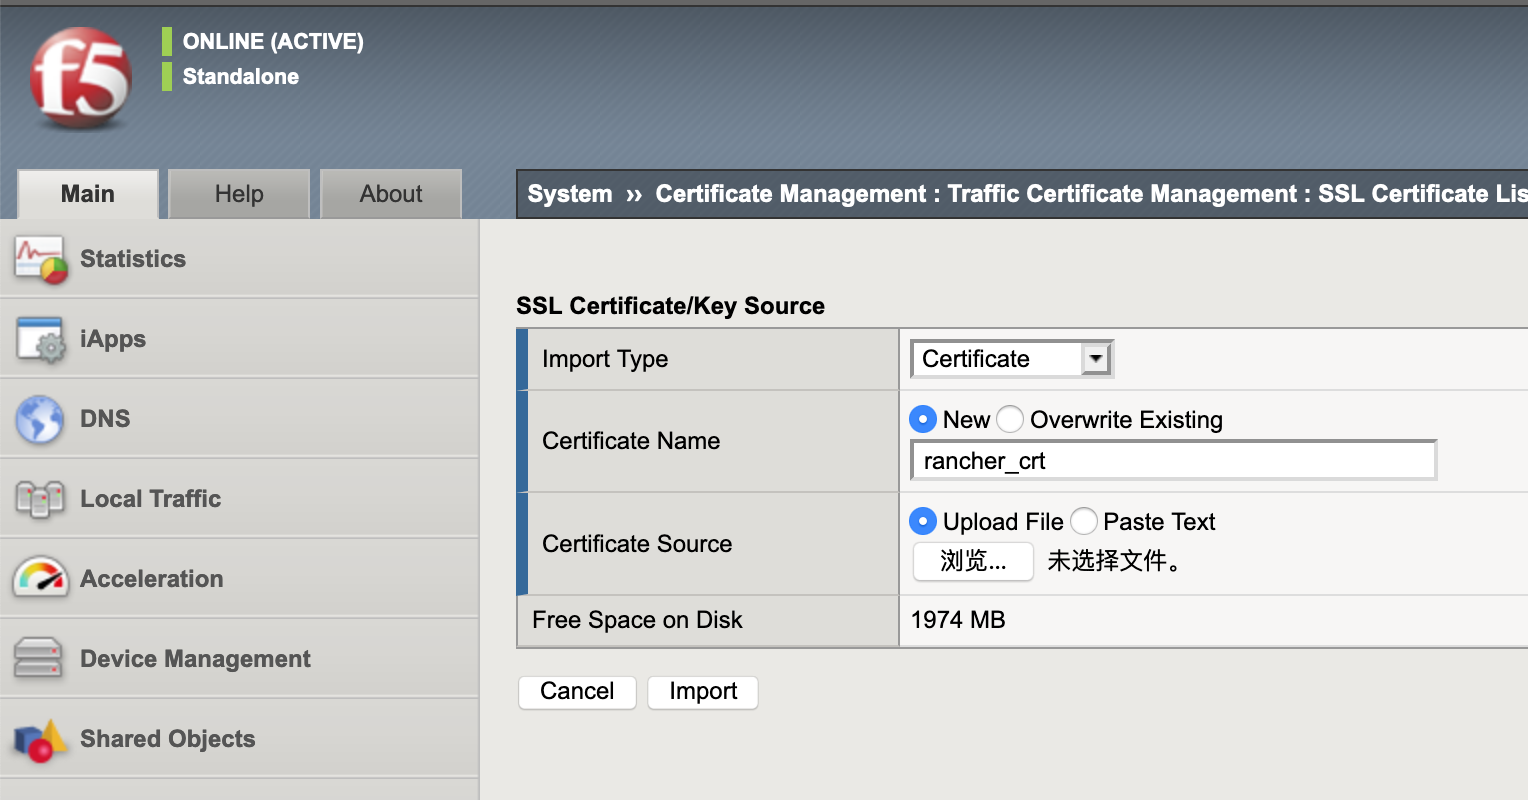 f5
ONLINE (ACTIVE)
Standalone
Main
Help
About
System ›› Certificate Management : Traffic Certificate Management : SSL Certificate Lis
Statistics
iApps
DNS
Local Traffic
Acceleration
Device Management
Shared Objects
SSL Certificate/Key Source
Import Type
Certificate
Certificate Name
New
Overwrite Existing
rancher_crt
Certificate Source
Upload File
Paste Text
浏览...
未选择文件。
Free Space on Disk
1974 MB
Cancel
Import